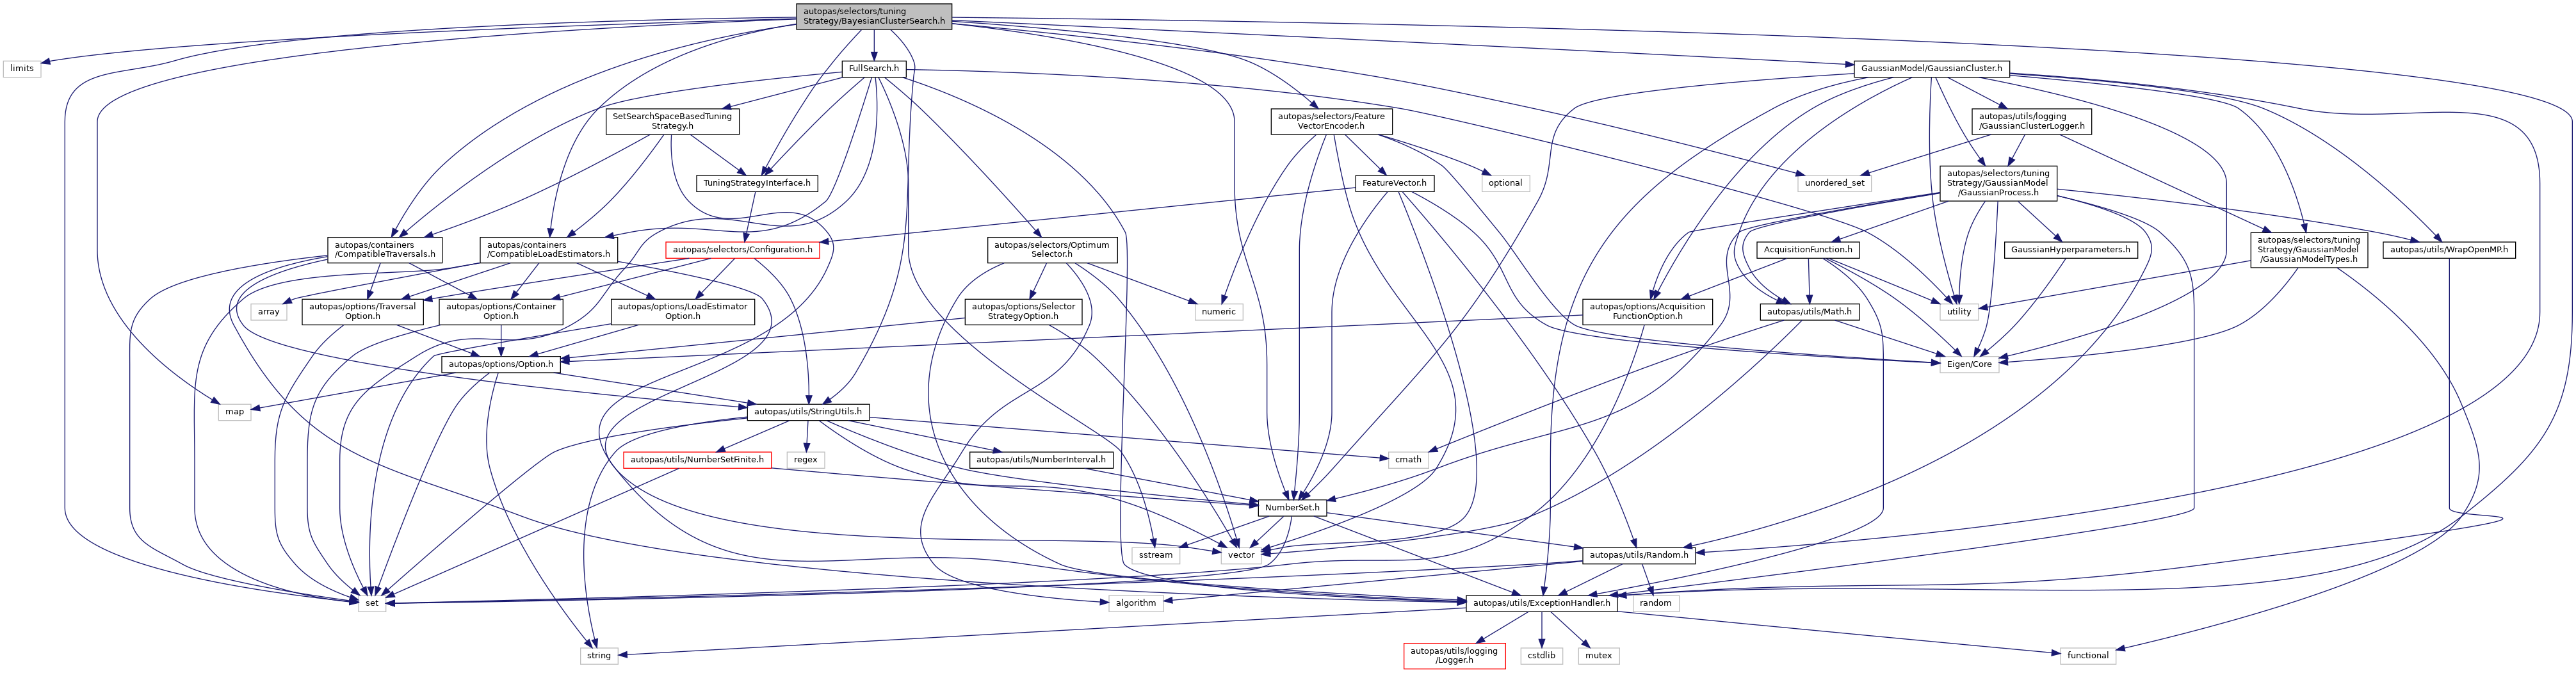 autopas/selectors/tuning
Strategy/BayesianClusterSearch.h
limits
FullSearch.h
GaussianModel/GaussianCluster.h
SetSearchSpaceBasedTuning
Strategy.h
autopas/selectors/Feature
VectorEncoder.h
autopas/utils/logging
/GaussianClusterLogger.h
TuningStrategyInterface.h
FeatureVector.h
optional
unordered_set
autopas/selectors/tuning
Strategy/GaussianModel
/GaussianProcess.h
autopas/containers
/CompatibleTraversals.h
autopas/containers
/CompatibleLoadEstimators.h
autopas/selectors/Configuration.h
autopas/selectors/Optimum
Selector.h
AcquisitionFunction.h
GaussianHyperparameters.h
autopas/selectors/tuning
Strategy/GaussianModel
/GaussianModelTypes.h
autopas/utils/WrapOpenMP.h
array
autopas/options/Traversal
Option.h
autopas/options/Container
Option.h
autopas/options/LoadEstimator
Option.h
autopas/options/Selector
StrategyOption.h
numeric
autopas/options/Acquisition
FunctionOption.h
autopas/utils/Math.h
utility
autopas/options/Option.h
Eigen/Core
map
autopas/utils/StringUtils.h
autopas/utils/NumberSetFinite.h
regex
autopas/utils/NumberInterval.h
cmath
NumberSet.h
sstream
vector
autopas/utils/Random.h
set
algorithm
autopas/utils/ExceptionHandler.h
random
string
autopas/utils/logging
/Logger.h
cstdlib
mutex
functional